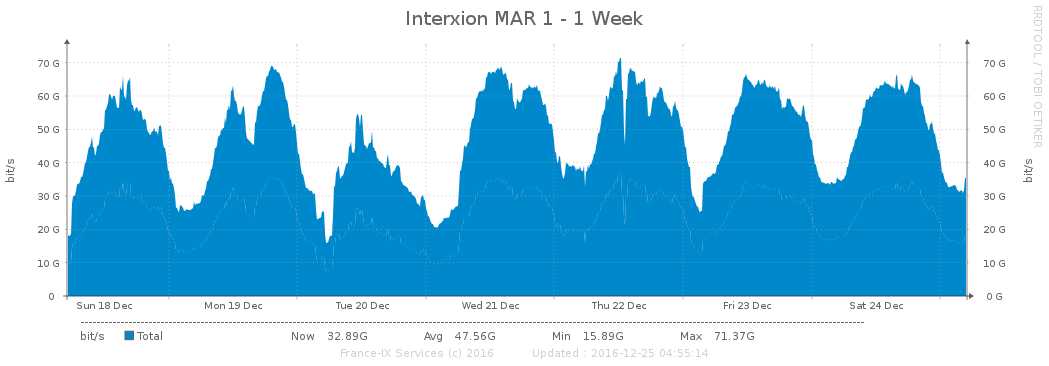 Interxion MAR 1 - 1 Week
RRDTOOL / TOBI OETIKER
bit/s
bit/s
70 G 70 G
60 G 60 G
50 G 50 G
40 G 40 G
30 G 30 G
20 G 20 G
10 G 10 G
0 0 G
Sun 18 Dec Mon 19 Dec Tue 20 Dec Wed 21 Dec Thu 22 Dec Fri 23 Dec Sat 24 Dec
bit/s Total Now 32.89G Avg 47.56G Min 15.89G Max 71.37G
France-IX Services (c) 2016 Updated : 2016-12-25 04:55:14